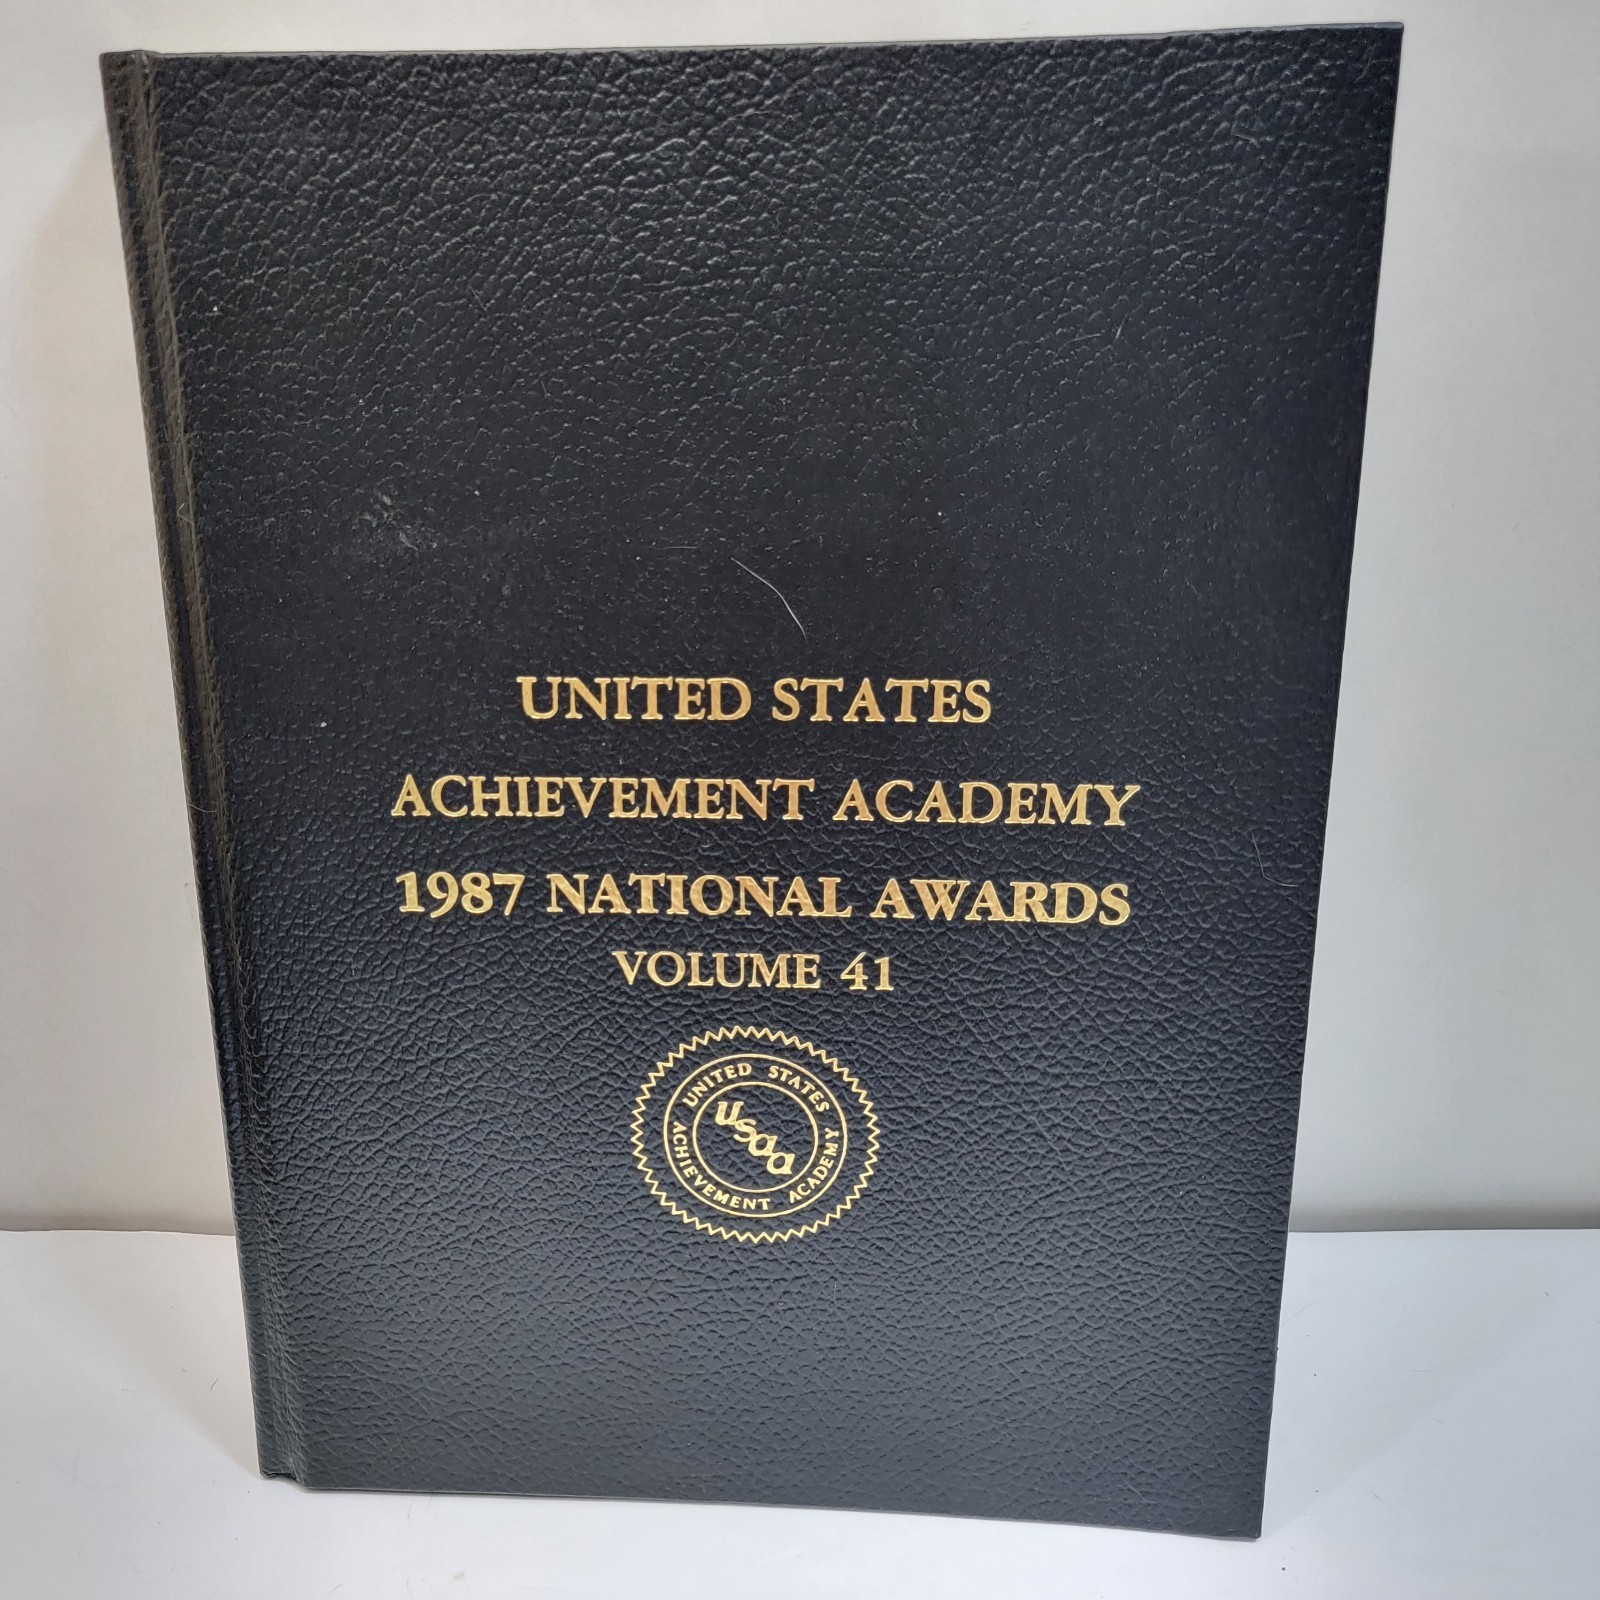 UNITED STATES
ACHIEVEMENT ACADEMY
1987 NATIONAL AWARDS
VOLUME 41
UNITED STATES
usaa
ACHIEVEMENT ACADEMY